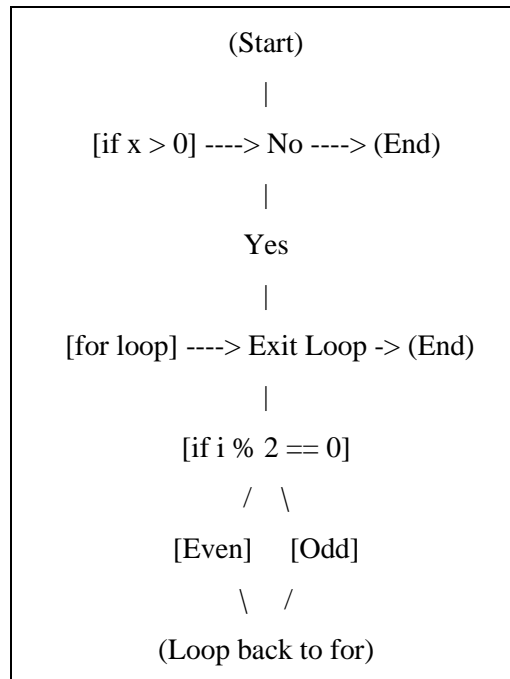 (Start)
|
[if x > 0] ----> No ----> (End)
|
Yes
|
[for loop] ----> Exit Loop -> (End)
|
[if i % 2 == 0]
/ \
[Even] [Odd]
\ /
(Loop back to for)